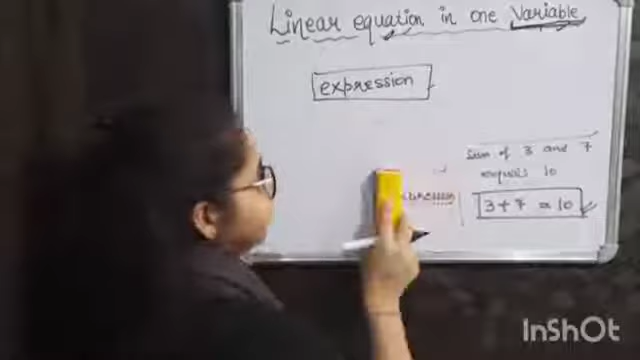 Linear equation in one Variable
expression
Sum of 3 and 7
equals 10
3+7 = 10
InShOt